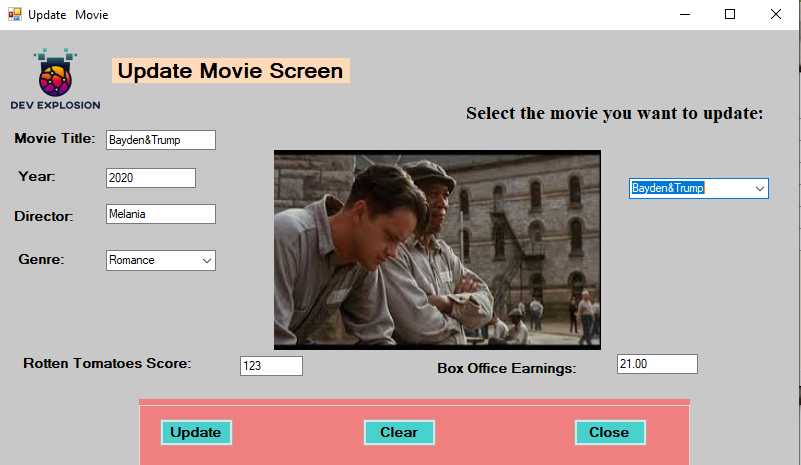 Update Movie
Update Movie Screen
DEV EXPLOSION
Select the movie you want to update:
Movie Title: Bayden&Trump
Year: 2020
Bayden&Trump
Director: Melania
Genre: Romance
Rotten Tomatoes Score: 123
Box Office Earnings: 21.00
Update Clear Close